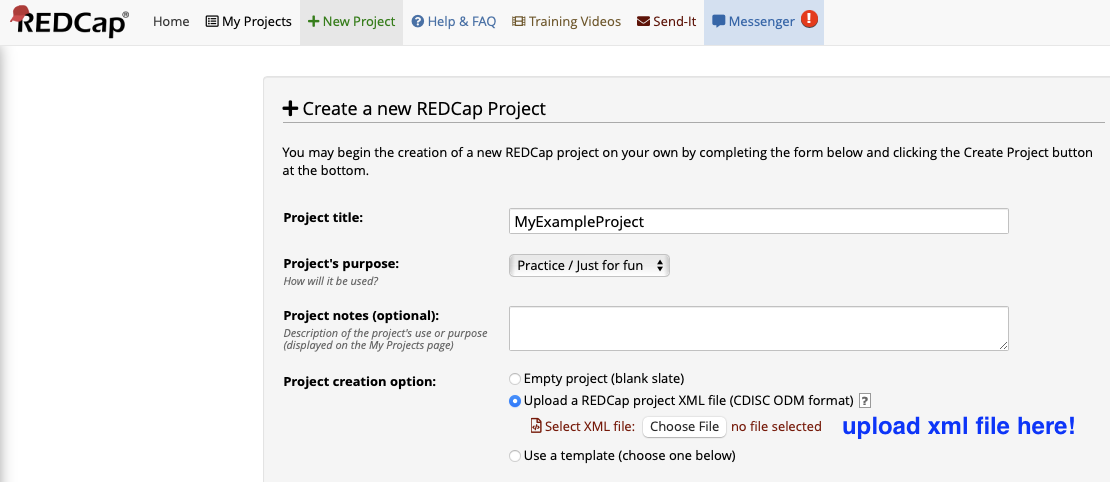 REDCap® Home My Projects + New Project ? Help & FAQ Training Videos Send-It Messenger !
+ Create a new REDCap Project
You may begin the creation of a new REDCap project on your own by completing the form below and clicking the Create Project button
at the bottom.
Project title: MyExampleProject
Project's purpose: Practice / Just for fun
How will it be used?
Project notes (optional):
Description of the project's use or purpose
(displayed on the My Projects page)
Project creation option: Empty project (blank slate)
Upload a REDCap project XML file (CDISC ODM format) ?
Select XML file: Choose File no file selected upload xml file here!
Use a template (choose one below)